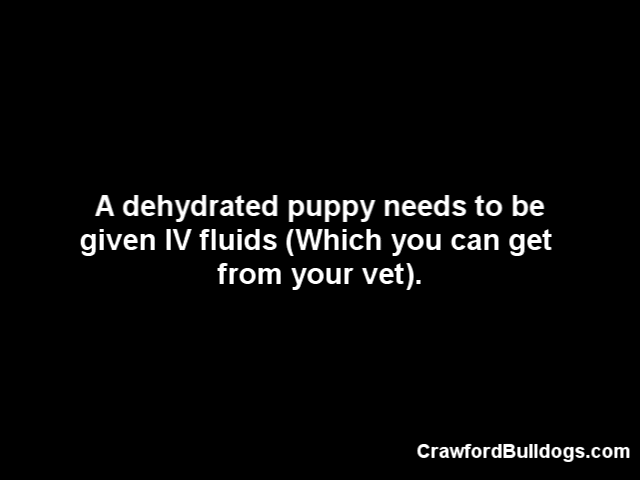 A dehydrated puppy needs to be
given IV fluids (Which you can get
from your vet).
CrawfordBulldogs.com